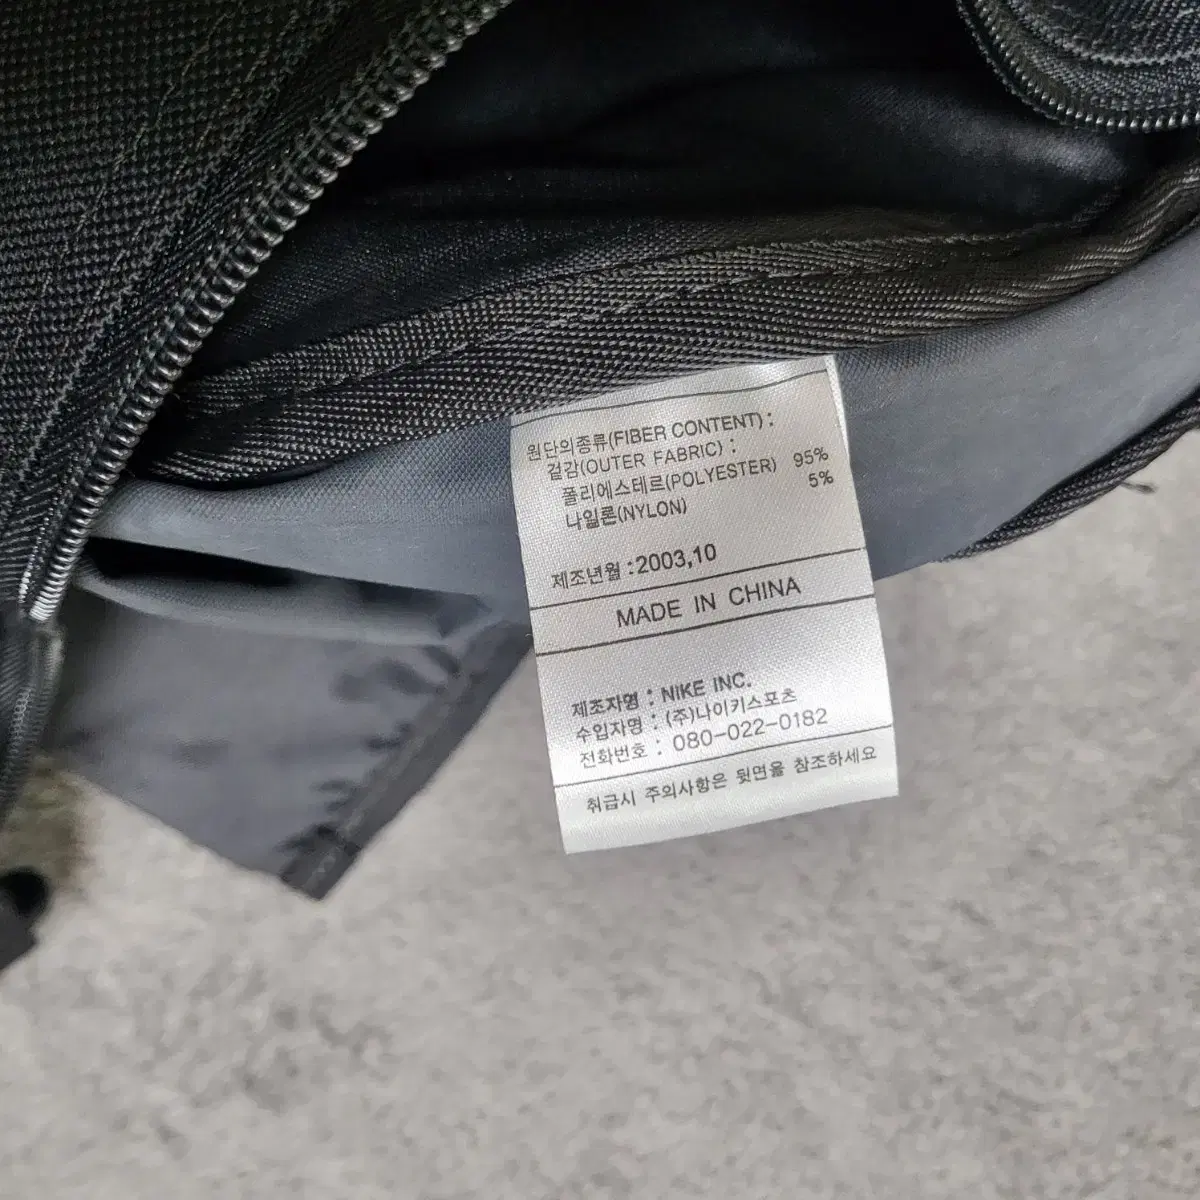 원단의종류(FIBER CONTENT) :
겉감(OUTER FABRIC) :
폴리에스테르(POLYESTER) 95%
나일론(NYLON) 5%
제조년월 : 2003,10
MADE IN CHINA
제조자명 : NIKE INC.
수입자명 : (주)나이키스포츠
전화번호 : 080-022-0182
취급시 주의사항은 뒷면을 참조하세요